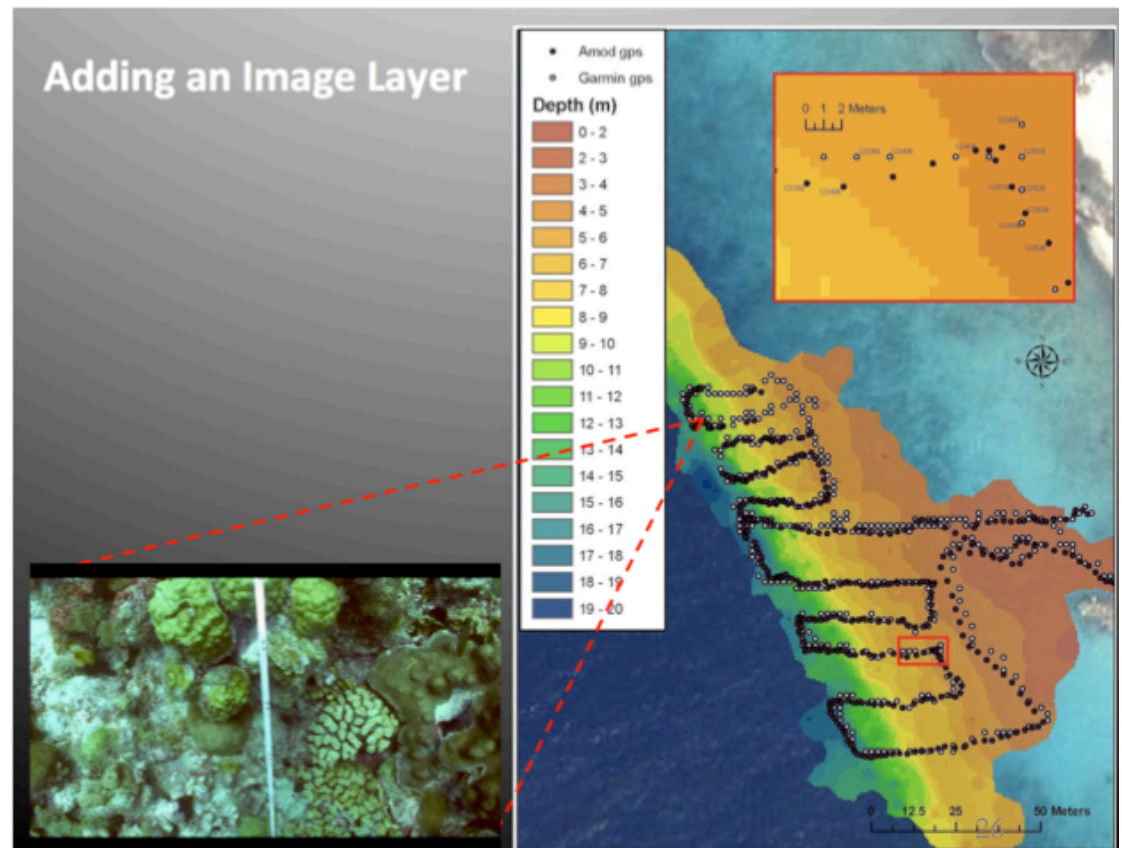 Adding an Image Layer
Amod gps
Garmin gps
Depth (m)
0 - 2
2 - 3
3 - 4
4 - 5
5 - 6
6 - 7
7 - 8
8 - 9
9 - 10
10 - 11
11 - 12
12 - 13
13 - 14
14 - 15
15 - 16
16 - 17
17 - 18
18 - 19
19 - 20
0 1 2 Meters
N
S
0 12.5 25 50 Meters
26